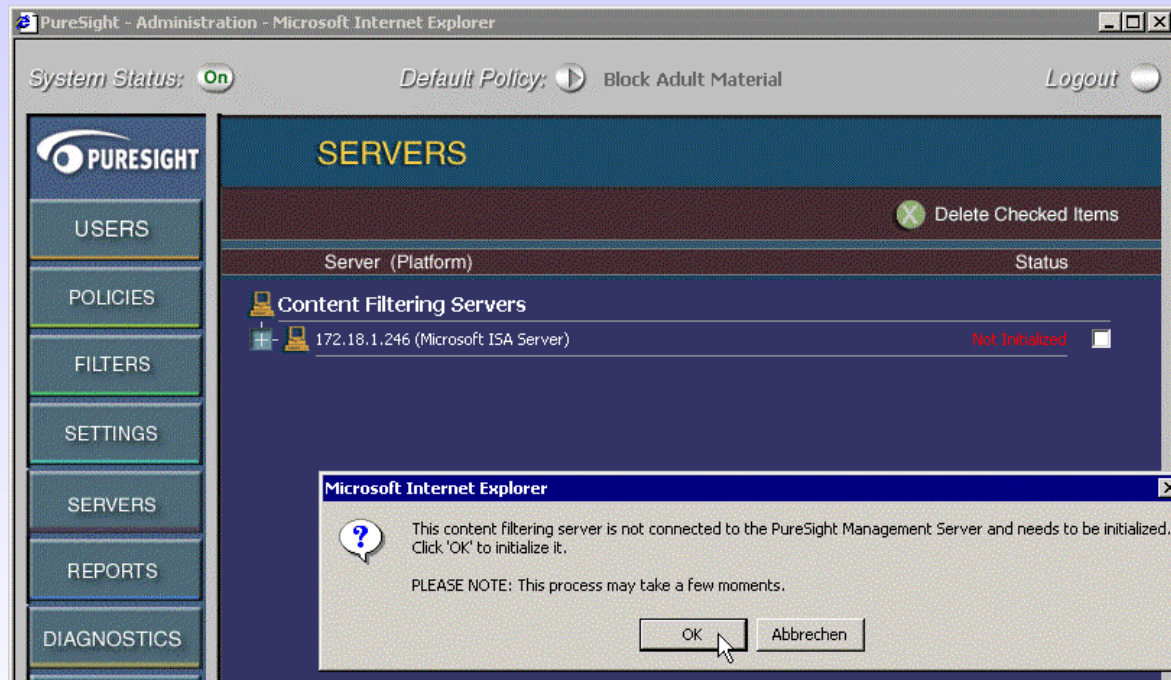 PureSight - Administration - Microsoft Internet Explorer
System Status: On Default Policy: Block Adult Material Logout
PURESIGHT
SERVERS
Delete Checked Items
USERS
Server (Platform) Status
POLICIES
Content Filtering Servers
172.18.1.246 (Microsoft ISA Server) Not Initialized
FILTERS
SETTINGS
SERVERS
REPORTS
DIAGNOSTICS
Microsoft Internet Explorer
This content filtering server is not connected to the PureSight Management Server and needs to be initialized.
Click 'OK' to initialize it.
PLEASE NOTE: This process may take a few moments.
OK Abbrechen